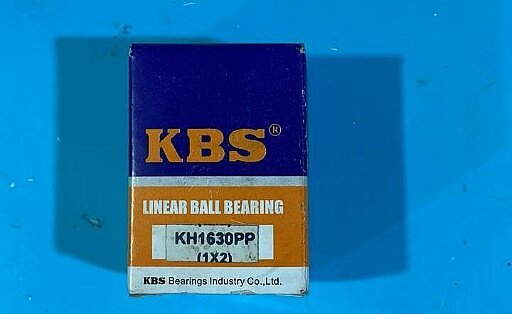 KBS®
LINEAR BALL BEARING
KH1630PP
(1X2)
KBS Bearings Industry Co.,Ltd.